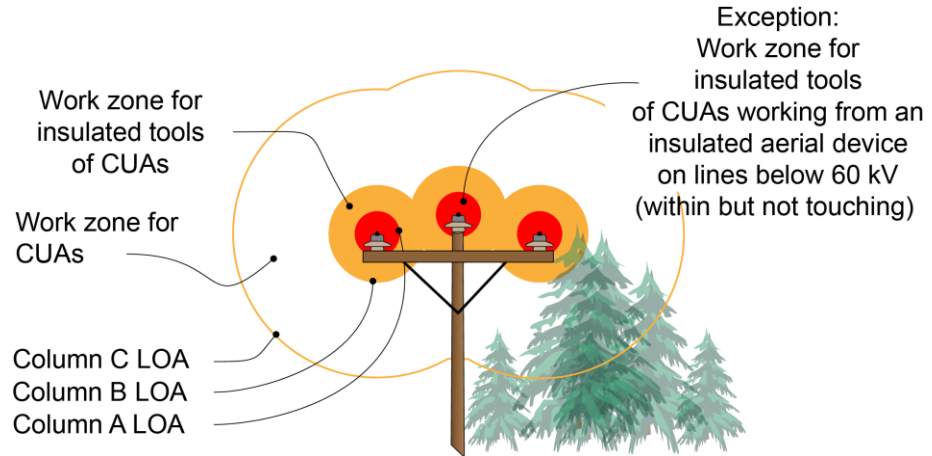 Exception:
Work zone for
insulated tools
of CUAs working from an
insulated aerial device
on lines below 60 kV
(within but not touching)
Work zone for
insulated tools
of CUAs
Work zone for
CUAs
Column C LOA
Column B LOA
Column A LOA